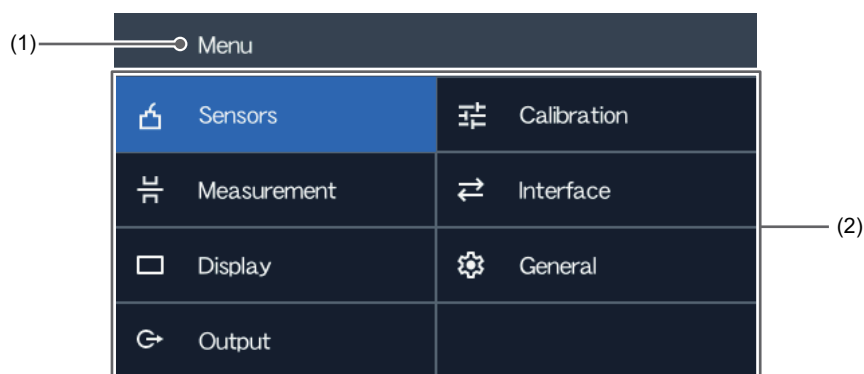 (1) Menu
Sensors Calibration
Measurement Interface
(2)
Display General
Output